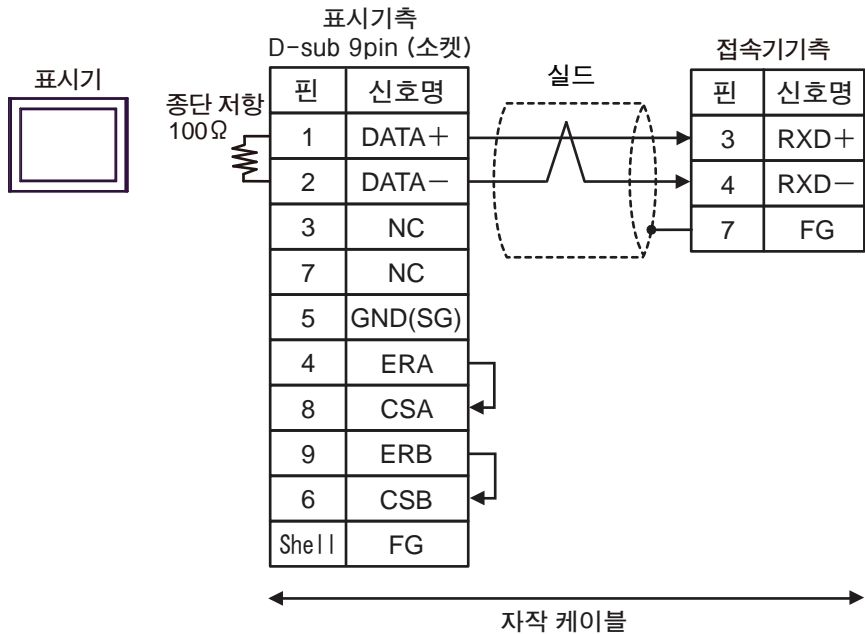 표시기측
D-sub 9pin (소켓)
접속기기측
표시기
실드
종단 저항
100Ω
핀 신호명
1 DATA+
2 DATA−
3 NC
7 NC
5 GND(SG)
4 ERA
8 CSA
9 ERB
6 CSB
Shell FG
핀 신호명
3 RXD+
4 RXD−
7 FG
자작 케이블